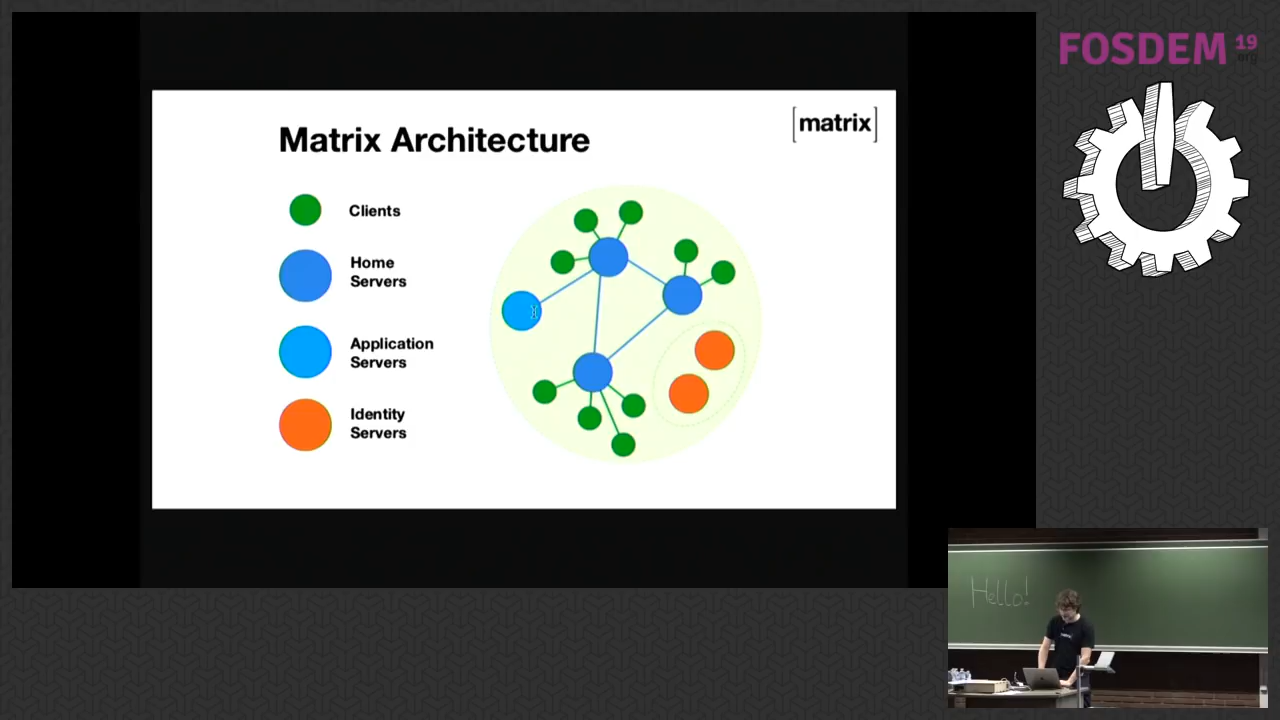 FOSDEM 19
.org
Matrix Architecture
[matrix]
Clients
Home
Servers
Application
Servers
Identity
Servers
Hello!